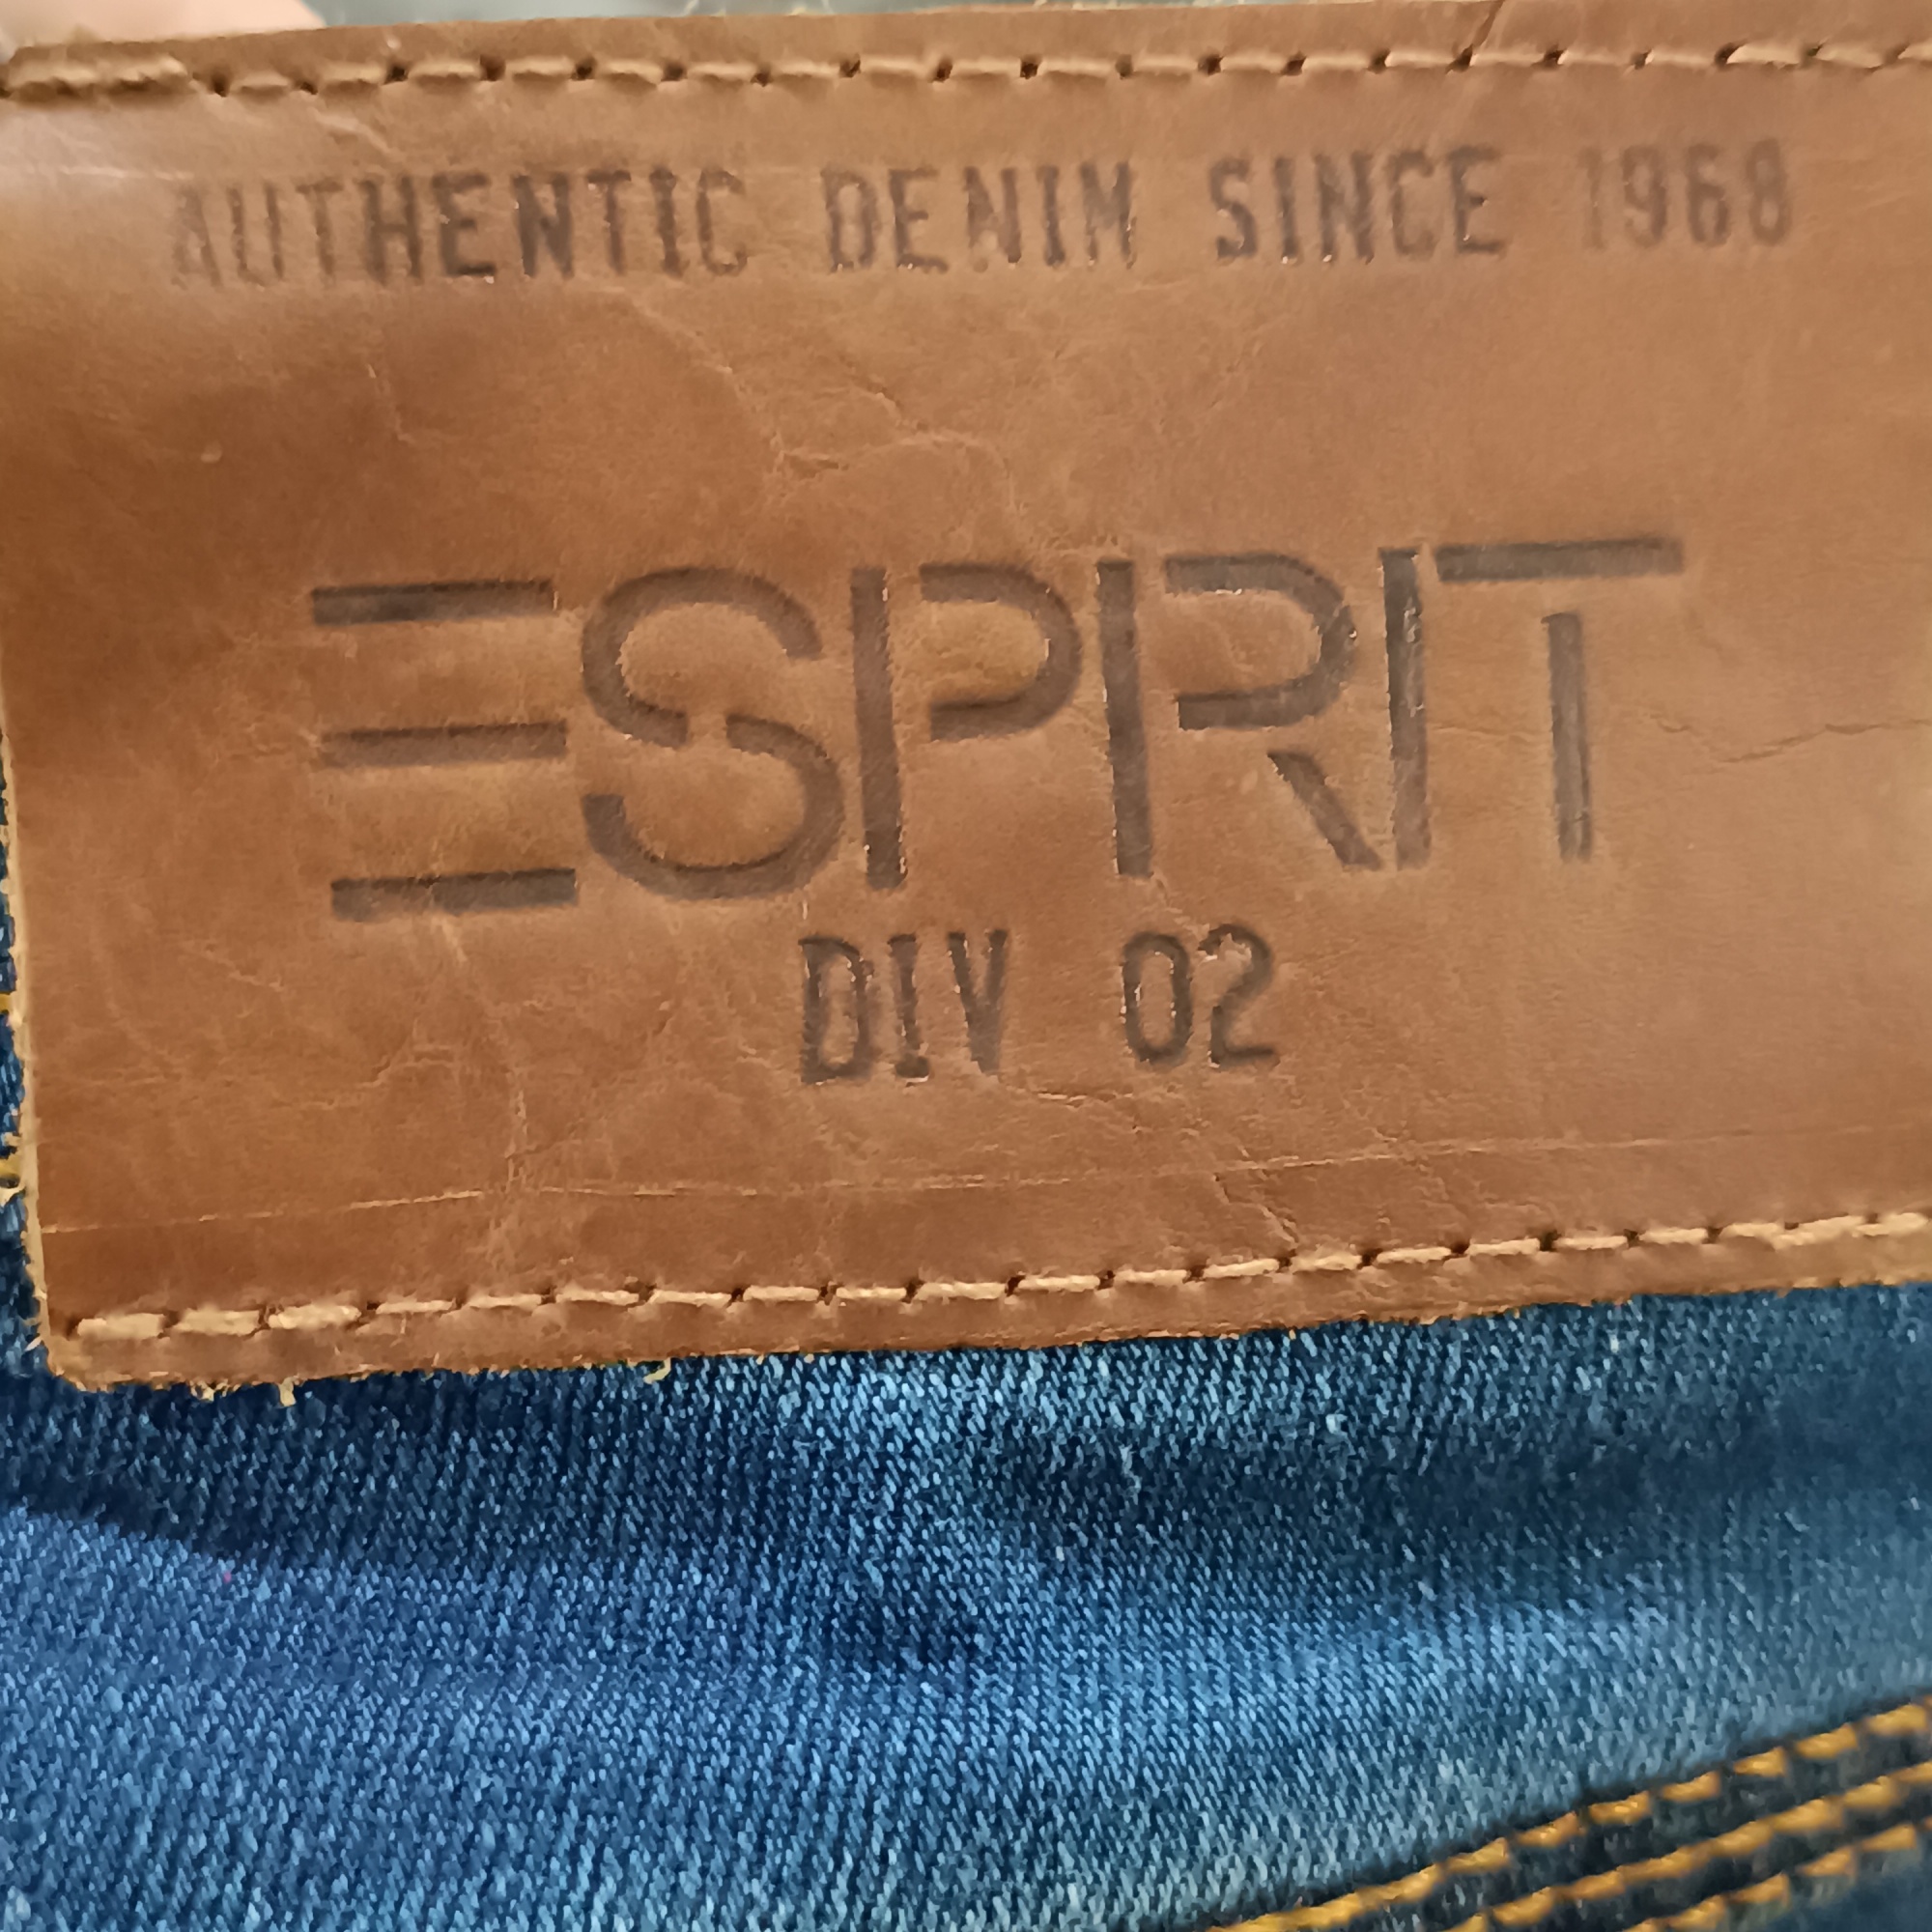 AUTHENTIC DENIM SINCE 1968
ESPRIT
DIV 02